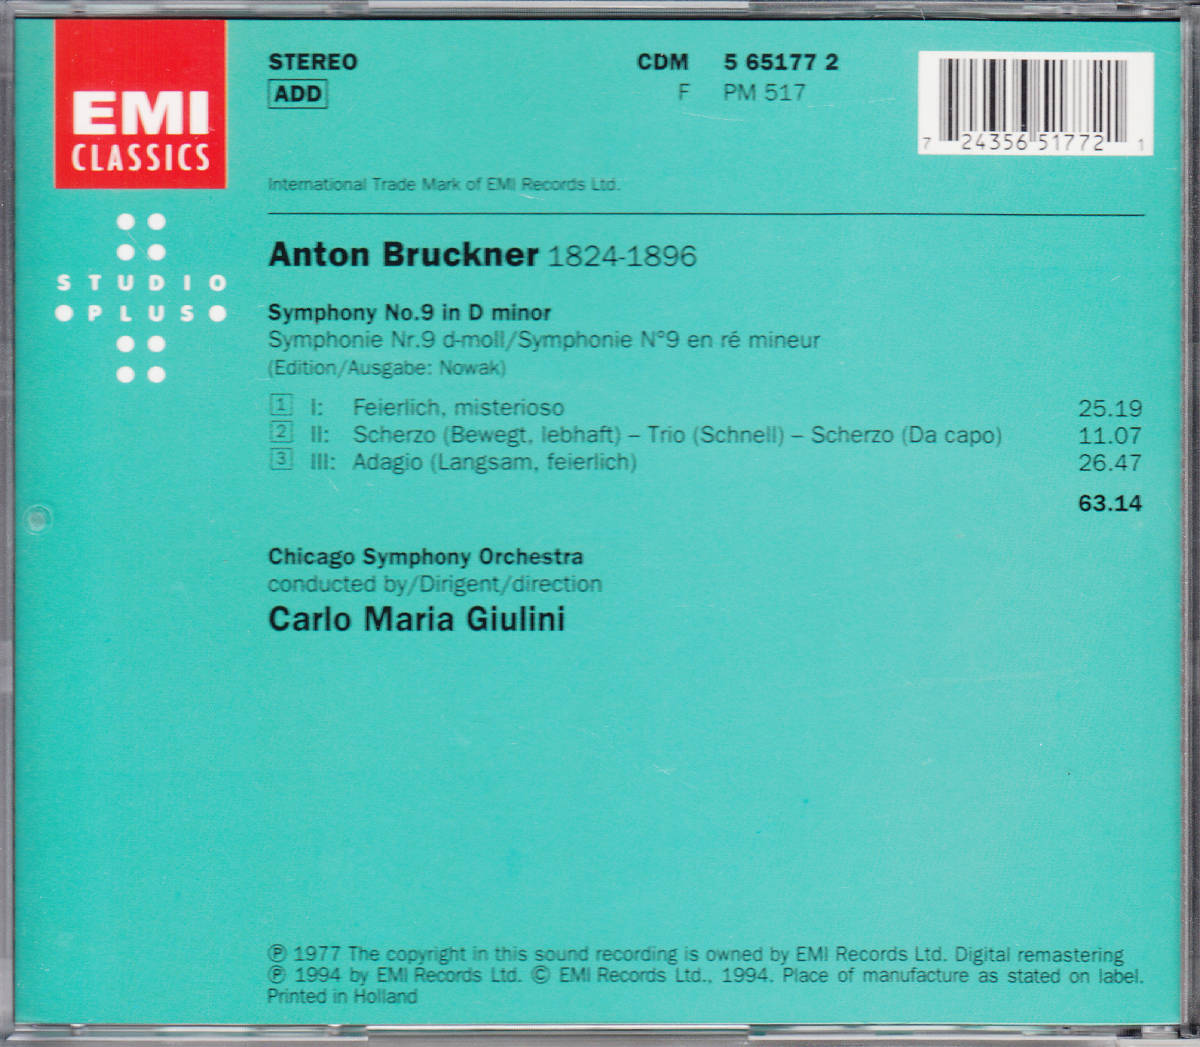 EMI
CLASSICS
STUDIO
PLUS
STEREO
ADD
CDM 5 65177 2
F PM 517
7 24356 51772 1
International Trade Mark of EMI Records Ltd.
Anton Bruckner 1824-1896
Symphony No.9 in D minor
Symphonie Nr.9 d-moll/Symphonie N°9 en ré mineur
(Edition/Ausgabe: Nowak)
1 I: Feierlich, misterioso 25.19
2 II: Scherzo (Bewegt, lebhaft) – Trio (Schnell) – Scherzo (Da capo) 11.07
3 III: Adagio (Langsam, feierlich) 26.47
63.14
Chicago Symphony Orchestra
conducted by/Dirigent/direction
Carlo Maria Giulini
℗ 1977 The copyright in this sound recording is owned by EMI Records Ltd. Digital remastering
℗ 1994 by EMI Records Ltd. © EMI Records Ltd., 1994. Place of manufacture as stated on label.
Printed in Holland